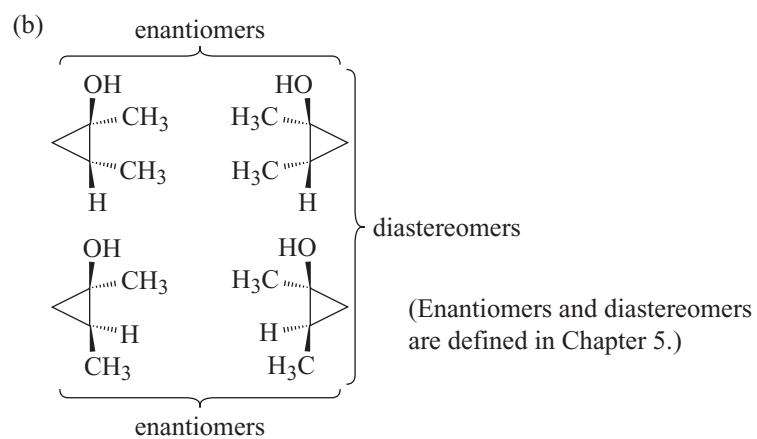 (b)
enantiomers
OH
CH₃
CH₃
H
HO
H₃C
H₃C
H
diastereomers
OH
CH₃
H
CH₃
HO
H₃C
H
H₃C
(Enantiomers and diastereomers
are defined in Chapter 5.)
enantiomers